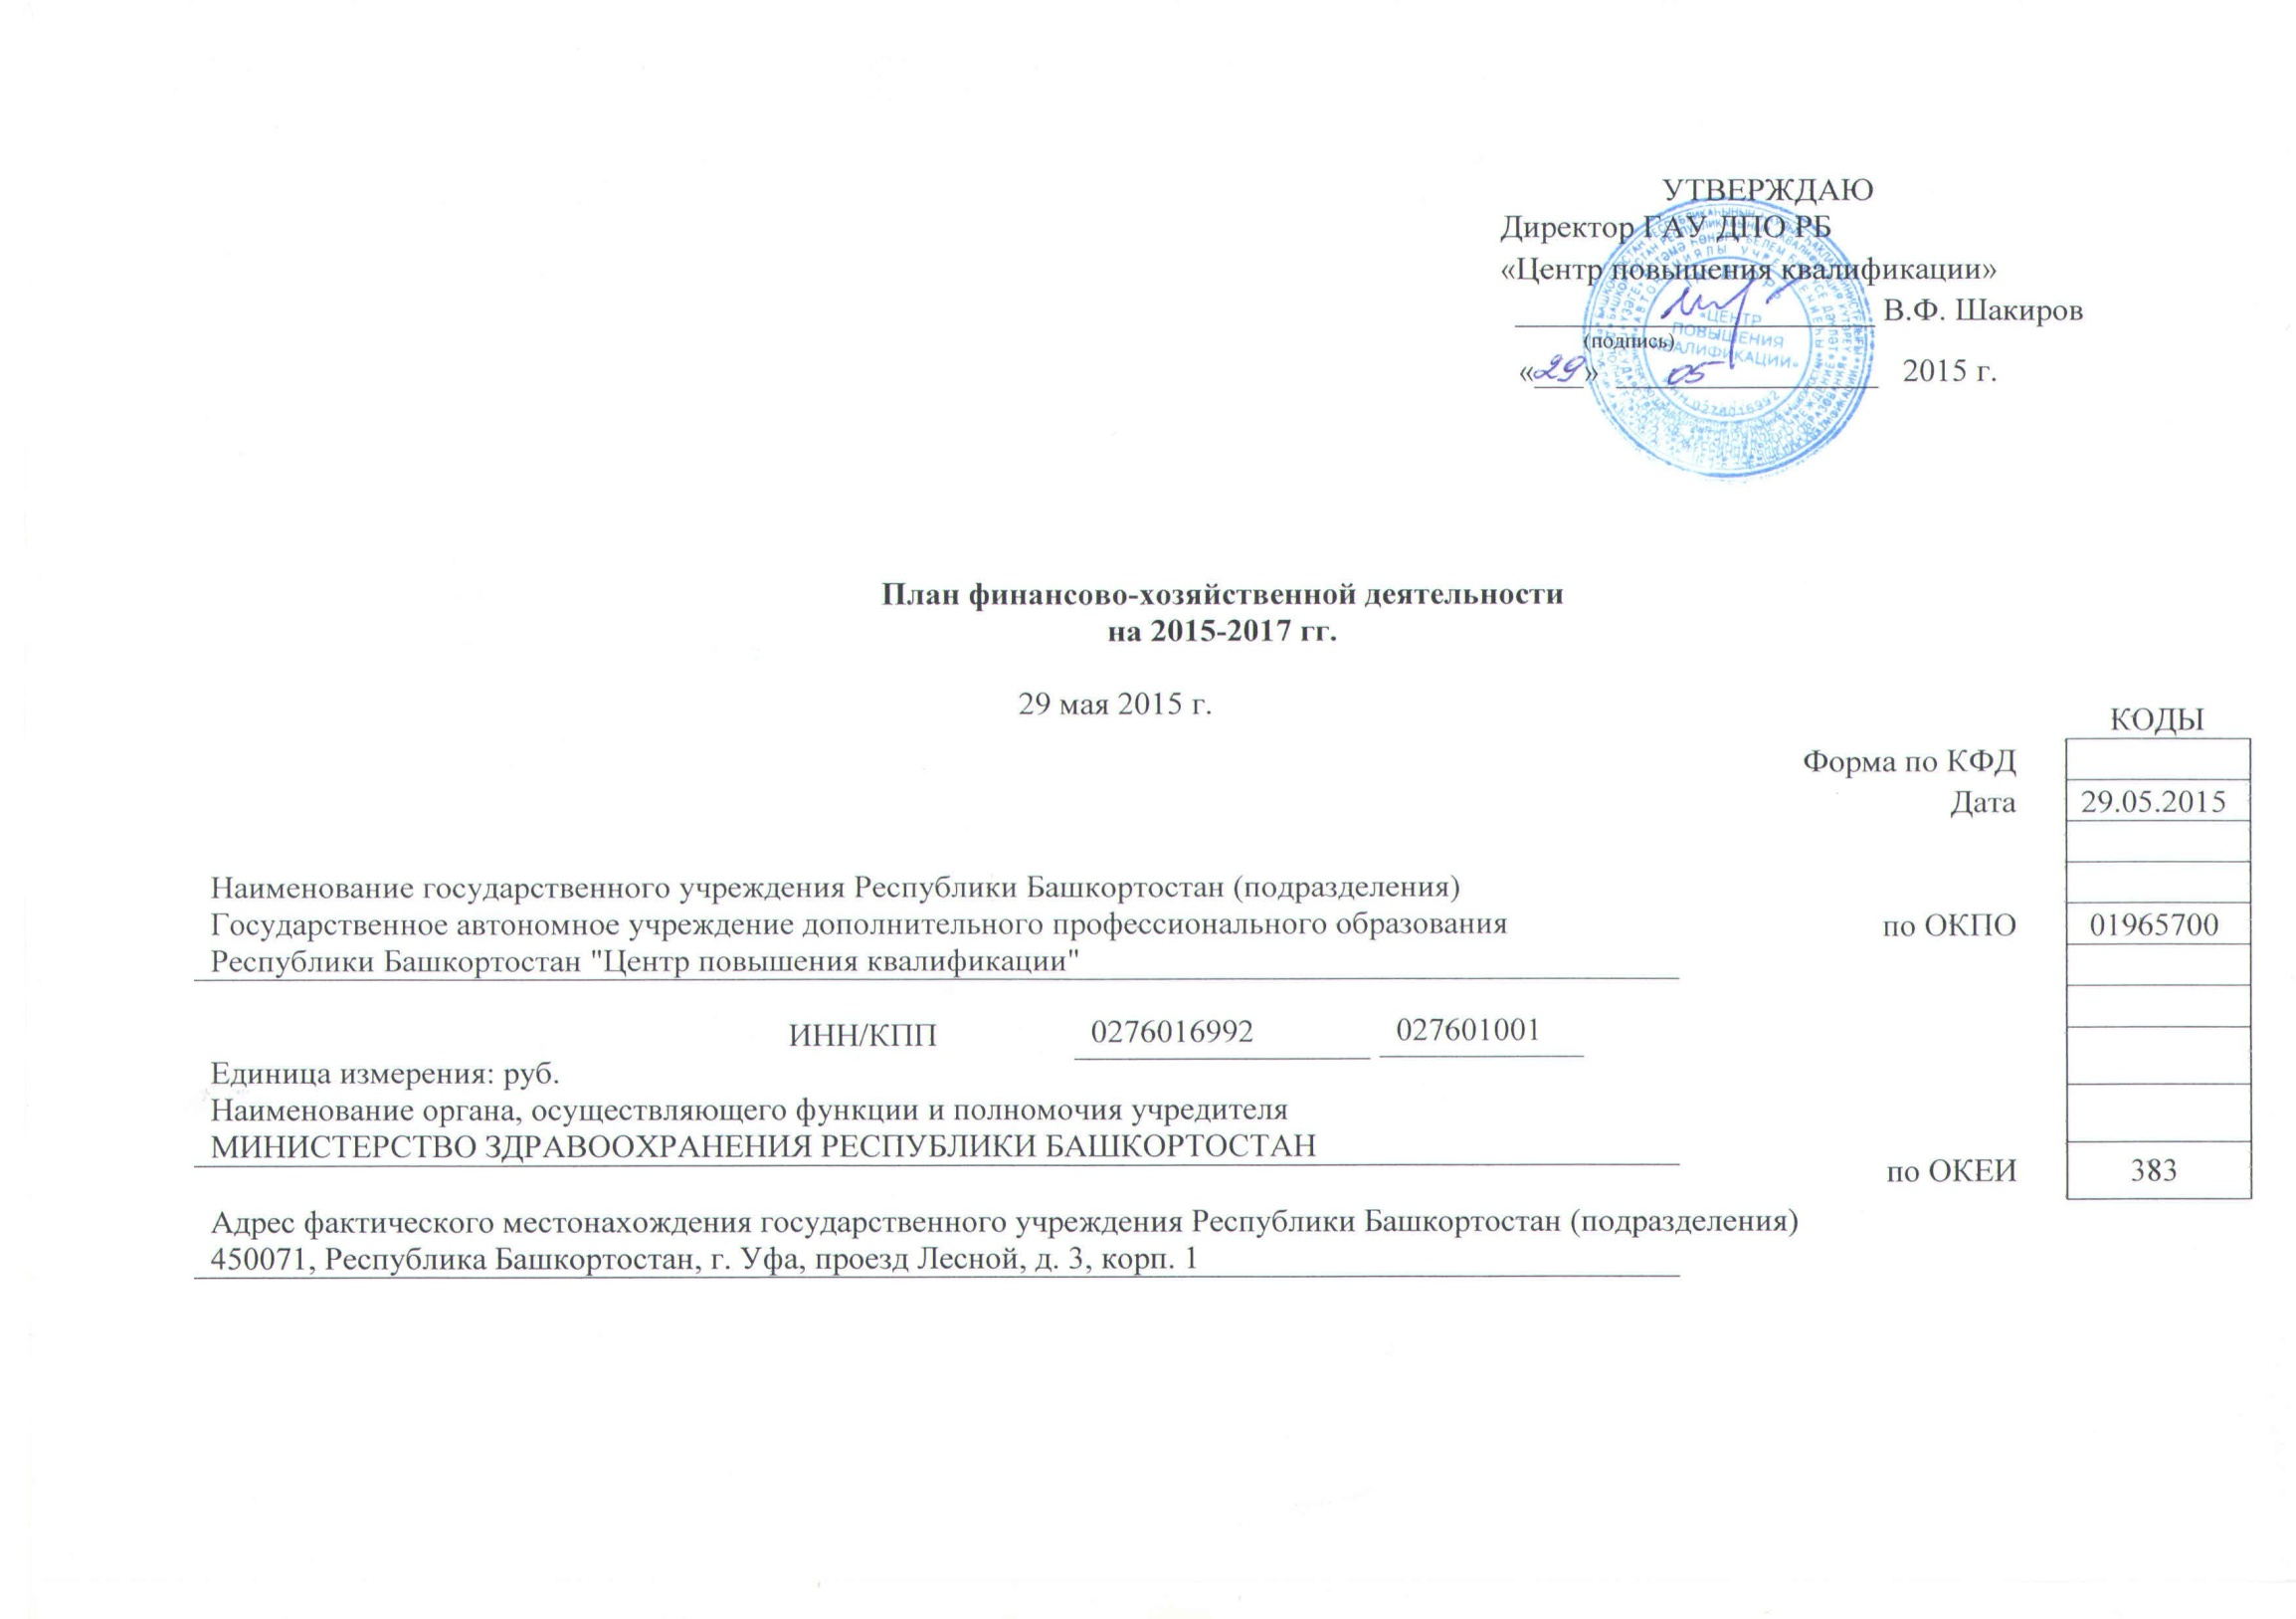 УТВЕРЖДАЮ
Директор ГАУ ДПО РБ
«Центр повышения квалификации»
В.Ф. Шакиров
(подпись)
«29» 05 2015 г.
«ЦЕНТР
ПОВЫШЕНИЯ
КВАЛИФИКАЦИИ»
План финансово-хозяйственной деятельности
на 2015-2017 гг.
29 мая 2015 г.
КОДЫ
Форма по КФД
Дата 29.05.2015
Наименование государственного учреждения Республики Башкортостан (подразделения)
Государственное автономное учреждение дополнительного профессионального образования по ОКПО 01965700
Республики Башкортостан "Центр повышения квалификации"
ИНН/КПП 0276016992 027601001
Единица измерения: руб.
Наименование органа, осуществляющего функции и полномочия учредителя
МИНИСТЕРСТВО ЗДРАВООХРАНЕНИЯ РЕСПУБЛИКИ БАШКОРТОСТАН
по ОКЕИ 383
Адрес фактического местонахождения государственного учреждения Республики Башкортостан (подразделения)
450071, Республика Башкортостан, г. Уфа, проезд Лесной, д. 3, корп. 1